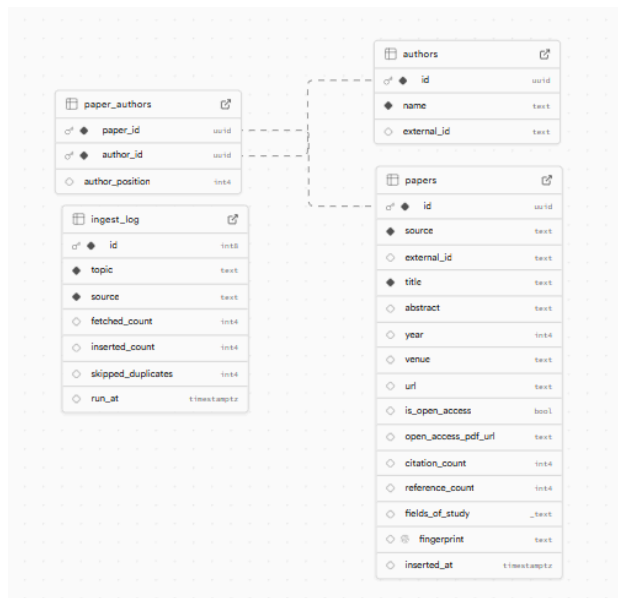 authors
id uuid
name text
external_id text
paper_authors
paper_id uuid
author_id uuid
author_position int4
papers
id uuid
source text
external_id text
title text
abstract text
year int4
venue text
url text
is_open_access bool
open_access_pdf_url text
citation_count int4
reference_count int4
fields_of_study _text
fingerprint text
inserted_at timestamptz
ingest_log
id int8
topic text
source text
fetched_count int4
inserted_count int4
skipped_duplicates int4
run_at timestamptz